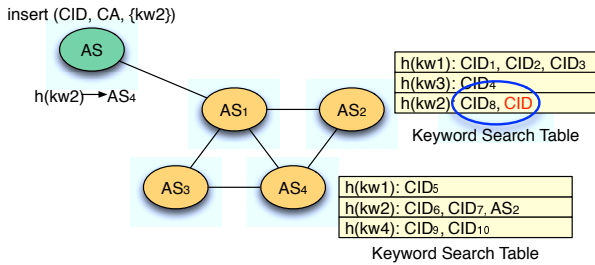 insert (CID, CA, {kw2})
AS
h(kw2)→AS4
AS1
AS2
AS3
AS4
h(kw1): CID1, CID2, CID3
h(kw3): CID4
h(kw2): CID8, CID
Keyword Search Table
h(kw1): CID5
h(kw2): CID6, CID7, AS2
h(kw4): CID9, CID10
Keyword Search Table